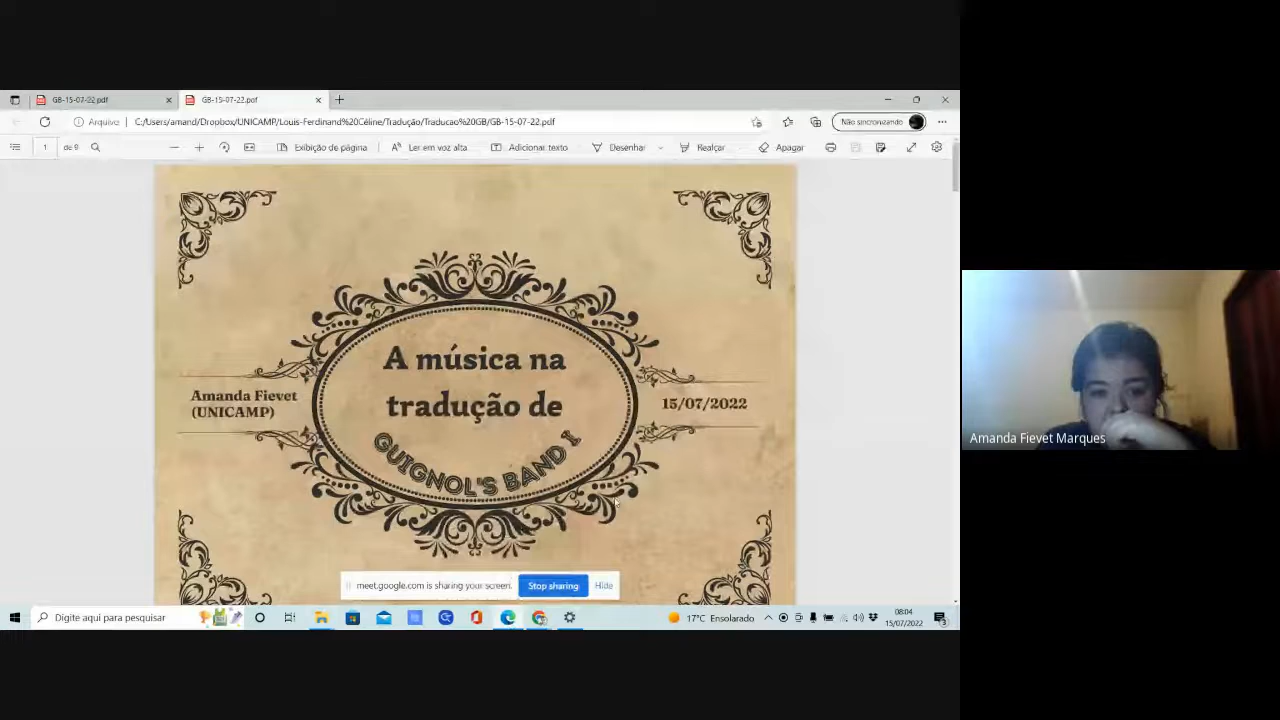 GB-15-07-22.pdf
GB-15-07-22.pdf
Arquivo
C:/Users/amand/Dropbox/UNICAMP/Louis-Ferdinand%20Céline/Tradução/Traducao%20GB/GB-15-07-22.pdf
Não sincronizando
1 de 9
Exibição de página
Ler em voz alta
Adicionar texto
Desenhar
Realçar
Apagar
A música na
tradução de
GUIGNOL'S BAND I
Amanda Fievet
(UNICAMP)
15/07/2022
meet.google.com is sharing your screen.
Stop sharing
Hide
Amanda Fievet Marques
Digite aqui para pesquisar
17°C Ensolarado
08:04
15/07/2022
3